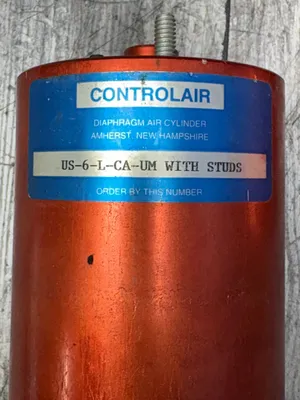 CONTROLAIR
DIAPHRAGM AIR CYLINDER
AMHERST, NEW HAMPSHIRE
US-6-L-CA-UM WITH STUDS
ORDER BY THIS NUMBER